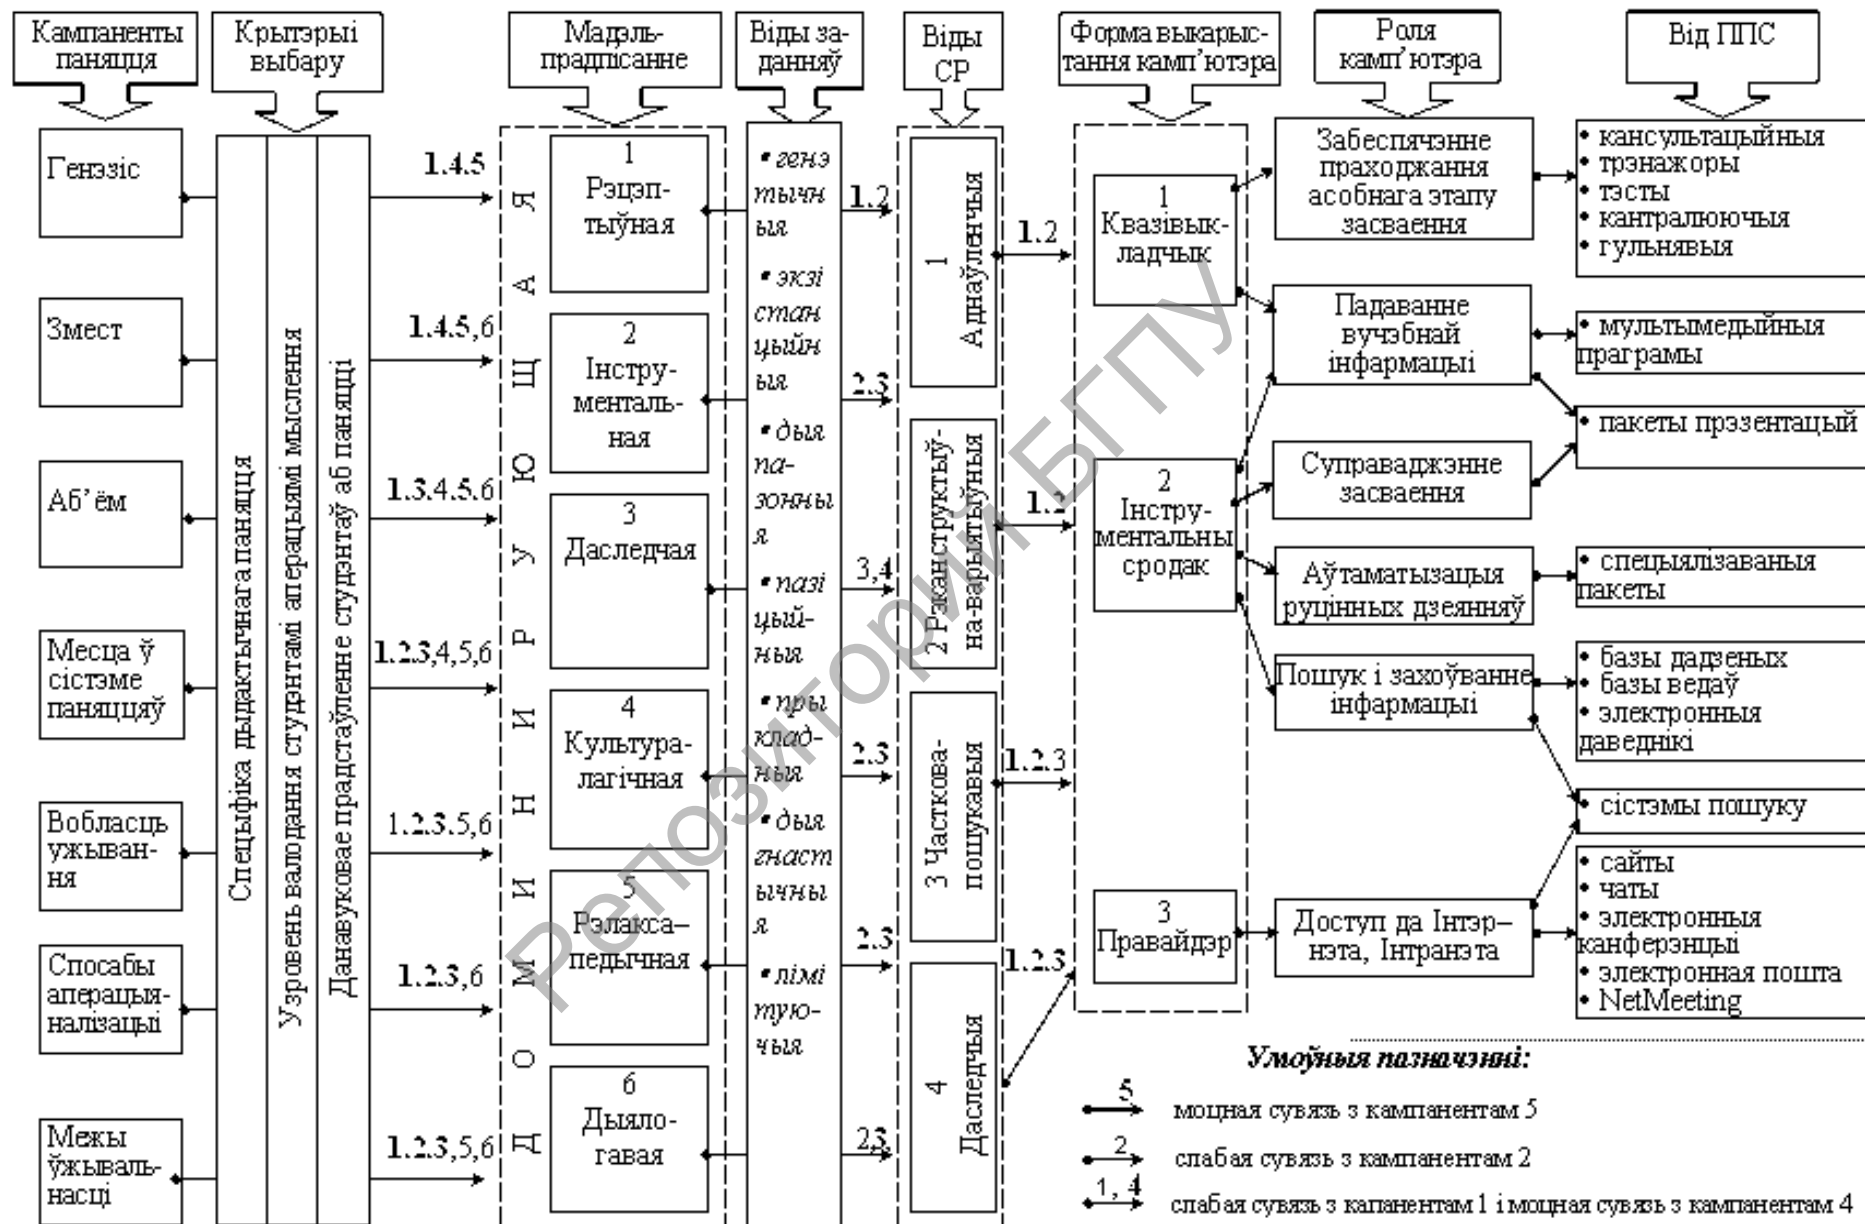 Кампаненты
паняцця
Крытэрыі
выбару
Мадэль-
прадпісанне
Віды за-
данняў
Віды
СР
Форма выкарыс-
тання камп'ютэра
Роля
камп'ютэра
Від ППС
Генэзіс
Змест
Аб'ём
Месца ў
сістэме
паняццяў
Вобласць
ужыван-
ня
Спосабы
аперацыя-
налізацыі
Межы
ўжываль-
насці
Спецыфіка дыдактычнага паняцця
Узровень валодання студэнтамі аперацыямі мыслення
Данавуковае прадстаўленне студэнтаў аб паняцці
1.4.5
1.4.5,6
1.3.4.5.6
1.2.3,4,5,6
1.2.3.5,6
1.2.3,6
1.2.3,5,6
ДОМИНИРУЮЩАЯ
1
Рэцэп-
тыўная
2
Інстру-
менталь-
ная
3
Даследчая
4
Культура-
лагічная
5
Рэлакса–
педычная
6
Дыяло-
гавая
• генэ
тычн
ыя
• экзі
стан
цыйн
ыя
• дыя
па-
зонны
я
• пазі
цый-
ныя
• пры
клад-
ныя
• дыя
гнаст
ычны
я
• лімі
тую-
чыя
1.2
2.3
3,4
2.3
2.3
2,3
1
Аднаўленчыя
2 Рэканструктыў-
на-варыятыўныя
3 Часткова-
пошукавыя
4
Даследчыя
1.2
1.2
1.2.3
1.2.3
1
Квазівык-
ладчык
2
Інстру-
ментальны
сродак
3
Правайдэр
Забеспячэнне
праходжання
асобнага этапу
засваення
Падаванне
вучэбнай
інфармацыі
Суправаджэнне
засваення
Аўтаматызацыя
руцінных дзеянняў
Пошук і захоўванне
інфармацыі
Доступ да Інтэр–
нэта, Інтранэта
• кансультацыйныя
• трэнажоры
• тэсты
• кантралюючыя
• гульнявыя
• мультымедыйныя
праграмы
• пакеты прэзентацый
• спецыялізаваныя
пакеты
• базы дадзеных
• базы ведаў
• электронныя
даведнікі
• сістэмы пошуку
• сайты
• чаты
• электронныя
канферэнцыі
• электронная пошта
• NetMeeting
Умоўныя пазначэнні:
5 моцная сувязь з кампанентам 5
2 слабая сувязь з кампанентам 2
1, 4 слабая сувязь з капанентам 1 і моцная сувязь з кампанентам 4
Репозиторий БГПУ